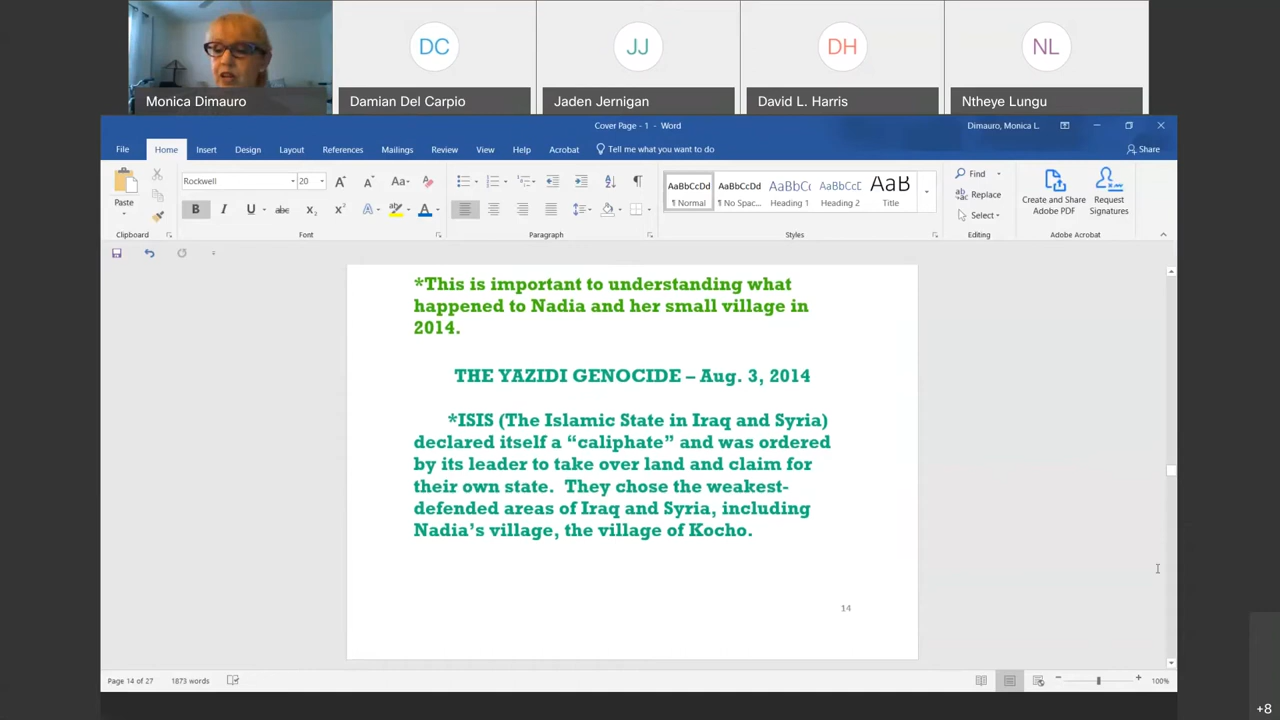 DC
JJ
DH
NL
Monica Dimauro
Damian Del Carpio
Jaden Jernigan
David L. Harris
Ntheye Lungu
Cover Page - 1 - Word
Dimauro, Monica L.
File Home Insert Design Layout References Mailings Review View Help Acrobat Tell me what you want to do Share
Rockwell 20 Aa
Paste
B I U abc X₂ X² A A
AaBbCcDd AaBbCcDd AaBbCc AaBbCcE AaB
¶ Normal ¶ No Spac... Heading 1 Heading 2 Title
Find
Replace
Select
Create and Share
Adobe PDF
Request
Signatures
Clipboard Font Paragraph Styles Editing Adobe Acrobat
*This is important to understanding what
happened to Nadia and her small village in
2014.
THE YAZIDI GENOCIDE – Aug. 3, 2014
*ISIS (The Islamic State in Iraq and Syria)
declared itself a “caliphate” and was ordered
by its leader to take over land and claim for
their own state.  They chose the weakest-
defended areas of Iraq and Syria, including
Nadia’s village, the village of Kocho.
14
Page 14 of 27 1873 words 100%
+8